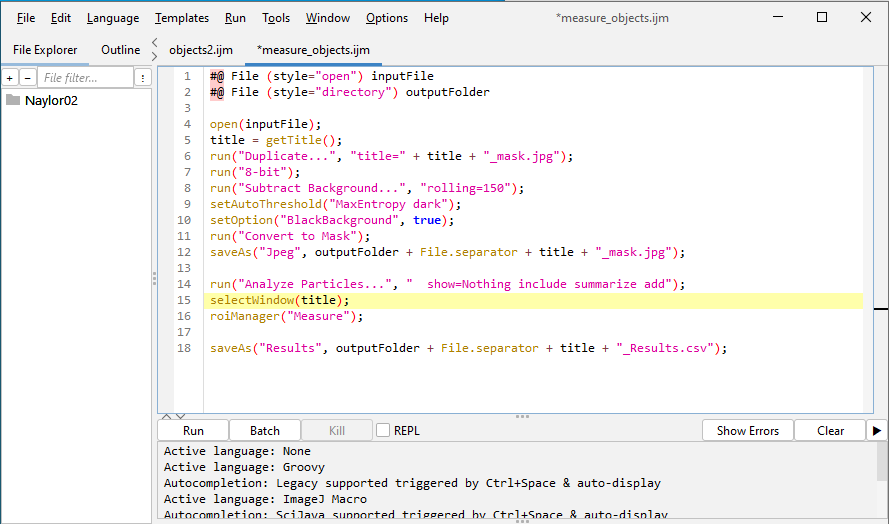 File Edit Language Templates Run Tools Window Options Help *measure_objects.ijm
File Explorer Outline objects2.ijm *measure_objects.ijm
+ - File filter... ⋮
Naylor02
1 #@ File (style="open") inputFile
2 #@ File (style="directory") outputFolder
3
4 open(inputFile);
5 title = getTitle();
6 run("Duplicate...", "title=" + title + "_mask.jpg");
7 run("8-bit");
8 run("Subtract Background...", "rolling=150");
9 setAutoThreshold("MaxEntropy dark");
10 setOption("BlackBackground", true);
11 run("Convert to Mask");
12 saveAs("Jpeg", outputFolder + File.separator + title + "_mask.jpg");
13
14 run("Analyze Particles...", "  show=Nothing include summarize add");
15 selectWindow(title);
16 roiManager("Measure");
17
18 saveAs("Results", outputFolder + File.separator + title + "_Results.csv");
Run Batch Kill REPL Show Errors Clear
Active language: None
Active language: Groovy
Autocompletion: Legacy supported triggered by Ctrl+Space & auto-display
Active language: ImageJ Macro
Autocompletion: SciJava supported triggered by Ctrl+Space & auto-display